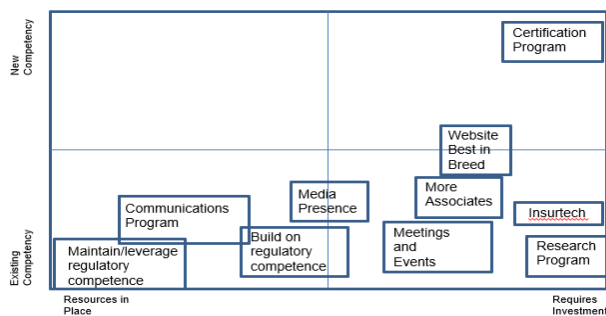 New
Competency
Certification
Program
Website
Best in
Breed
More
Associates
Media
Presence
Communications
Program
Insurtech
Build on
regulatory
competence
Meetings
and
Events
Research
Program
Maintain/leverage
regulatory
competence
Existing
Competency
Resources in
Place
Requires
Investment